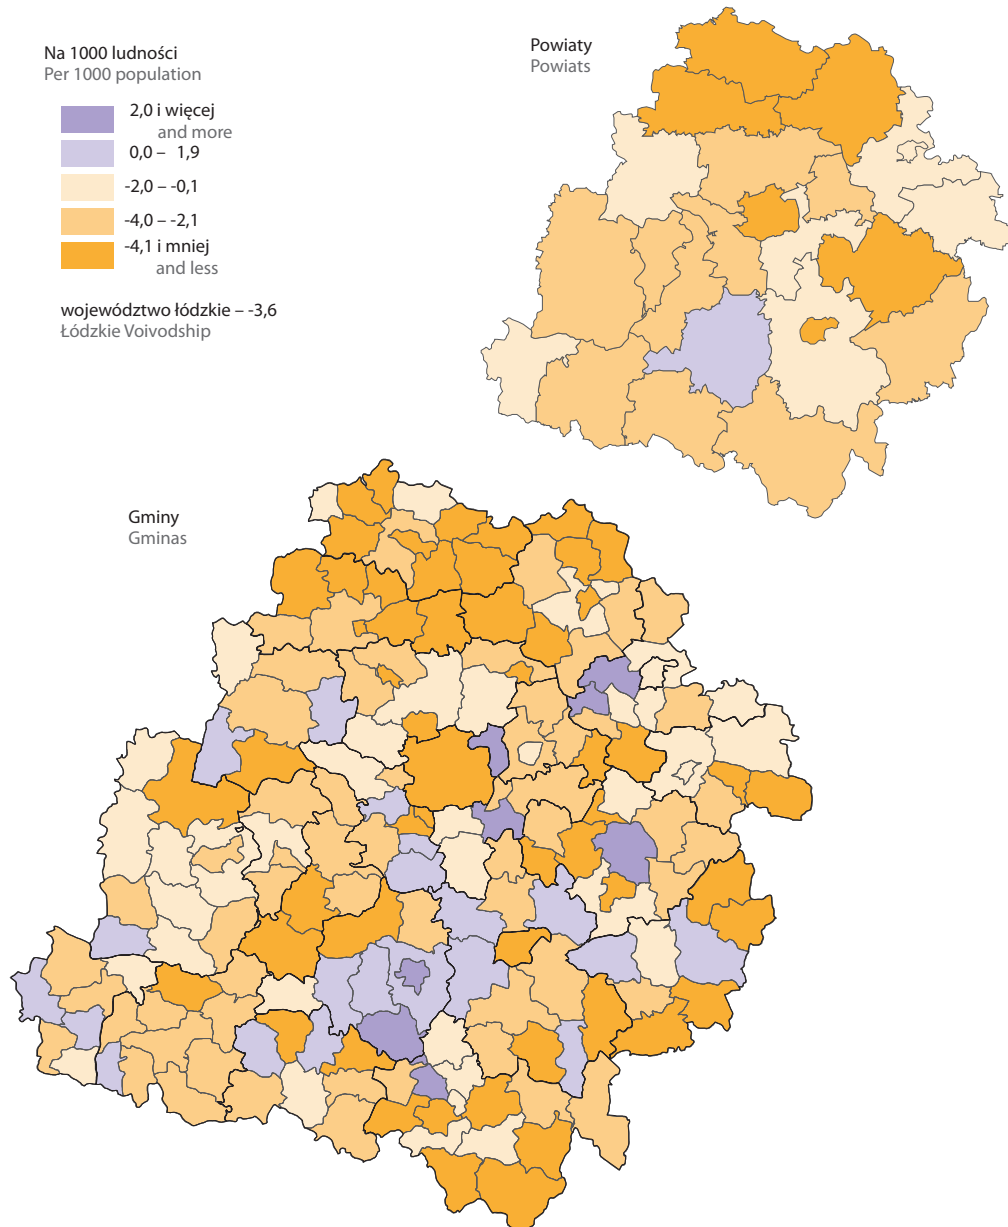 Na 1000 ludności
Per 1000 population
2,0 i więcej
and more
0,0 – 1,9
-2,0 – -0,1
-4,0 – -2,1
-4,1 i mniej
and less
województwo łódzkie – -3,6
Łódzkie Voivodship
Powiaty
Powiats
Gminy
Gminas